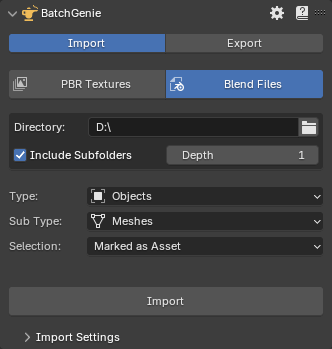 BatchGenie
Import Export
PBR Textures Blend Files
Directory: D:\
Include Subfolders Depth 1
Type: Objects
Sub Type: Meshes
Selection: Marked as Asset
Import
Import Settings